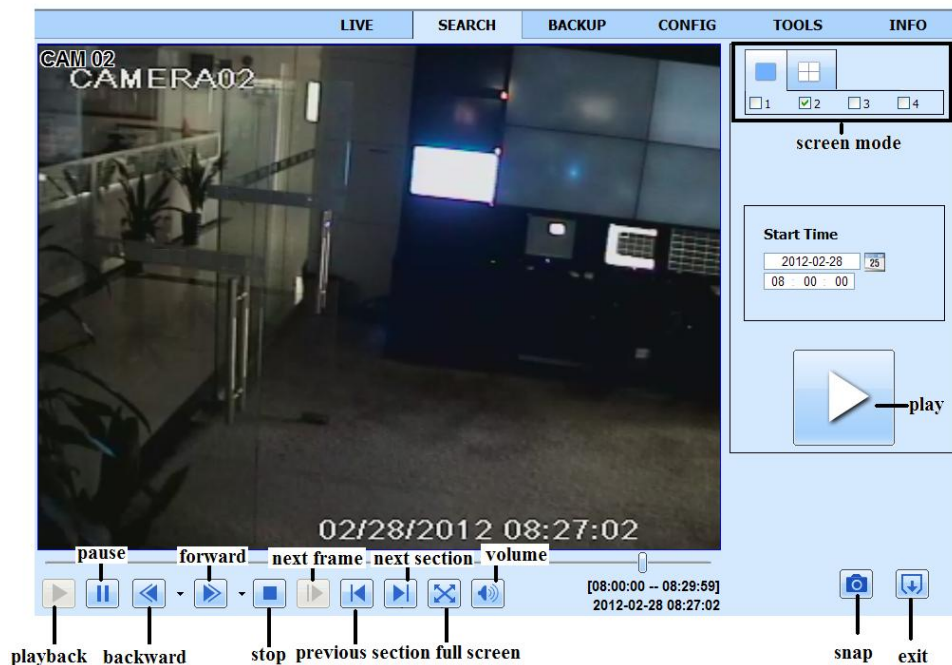 LIVE SEARCH BACKUP CONFIG TOOLS INFO
CAM 02
CAMERA02
1 2 3 4
screen mode
Start Time
2012-02-28 25
08 : 00 : 00
play
02/28/2012 08:27:02
pause forward next frame next section volume
[08:00:00 -- 08:29:59]
2012-02-28 08:27:02
playback backward stop previous section full screen snap exit